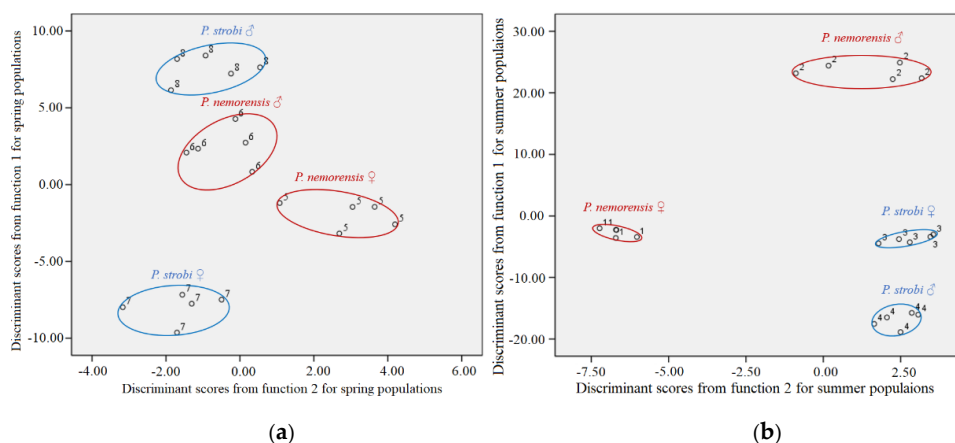 P. strobi ♂
P. nemorensis ♂
P. nemorensis ♀
P. strobi ♀
8 8 8 8 8
6 6 6 6 6
5 5 5 5 5
7 7 7 7 7
Discriminant scores from function 1 for spring populations
10.00
5.00
0.00
-5.00
-10.00
-4.00 -2.00 0.00 2.00 4.00 6.00
Discriminant scores from function 2 for spring populations
(a)
P. nemorensis ♂
P. nemorensis ♀
P. strobi ♀
P. strobi ♂
2 2 2 2 2
11 1 1
3 3 3 3 3
4 4 4 4 4
Discriminant scores from function 1 for summer populaions
30.00
20.00
10.00
0.00
-10.00
-20.00
-7.50 -5.00 -2.50 0.00 2.50
Discriminant scores from function 2 for summer populaions
(b)